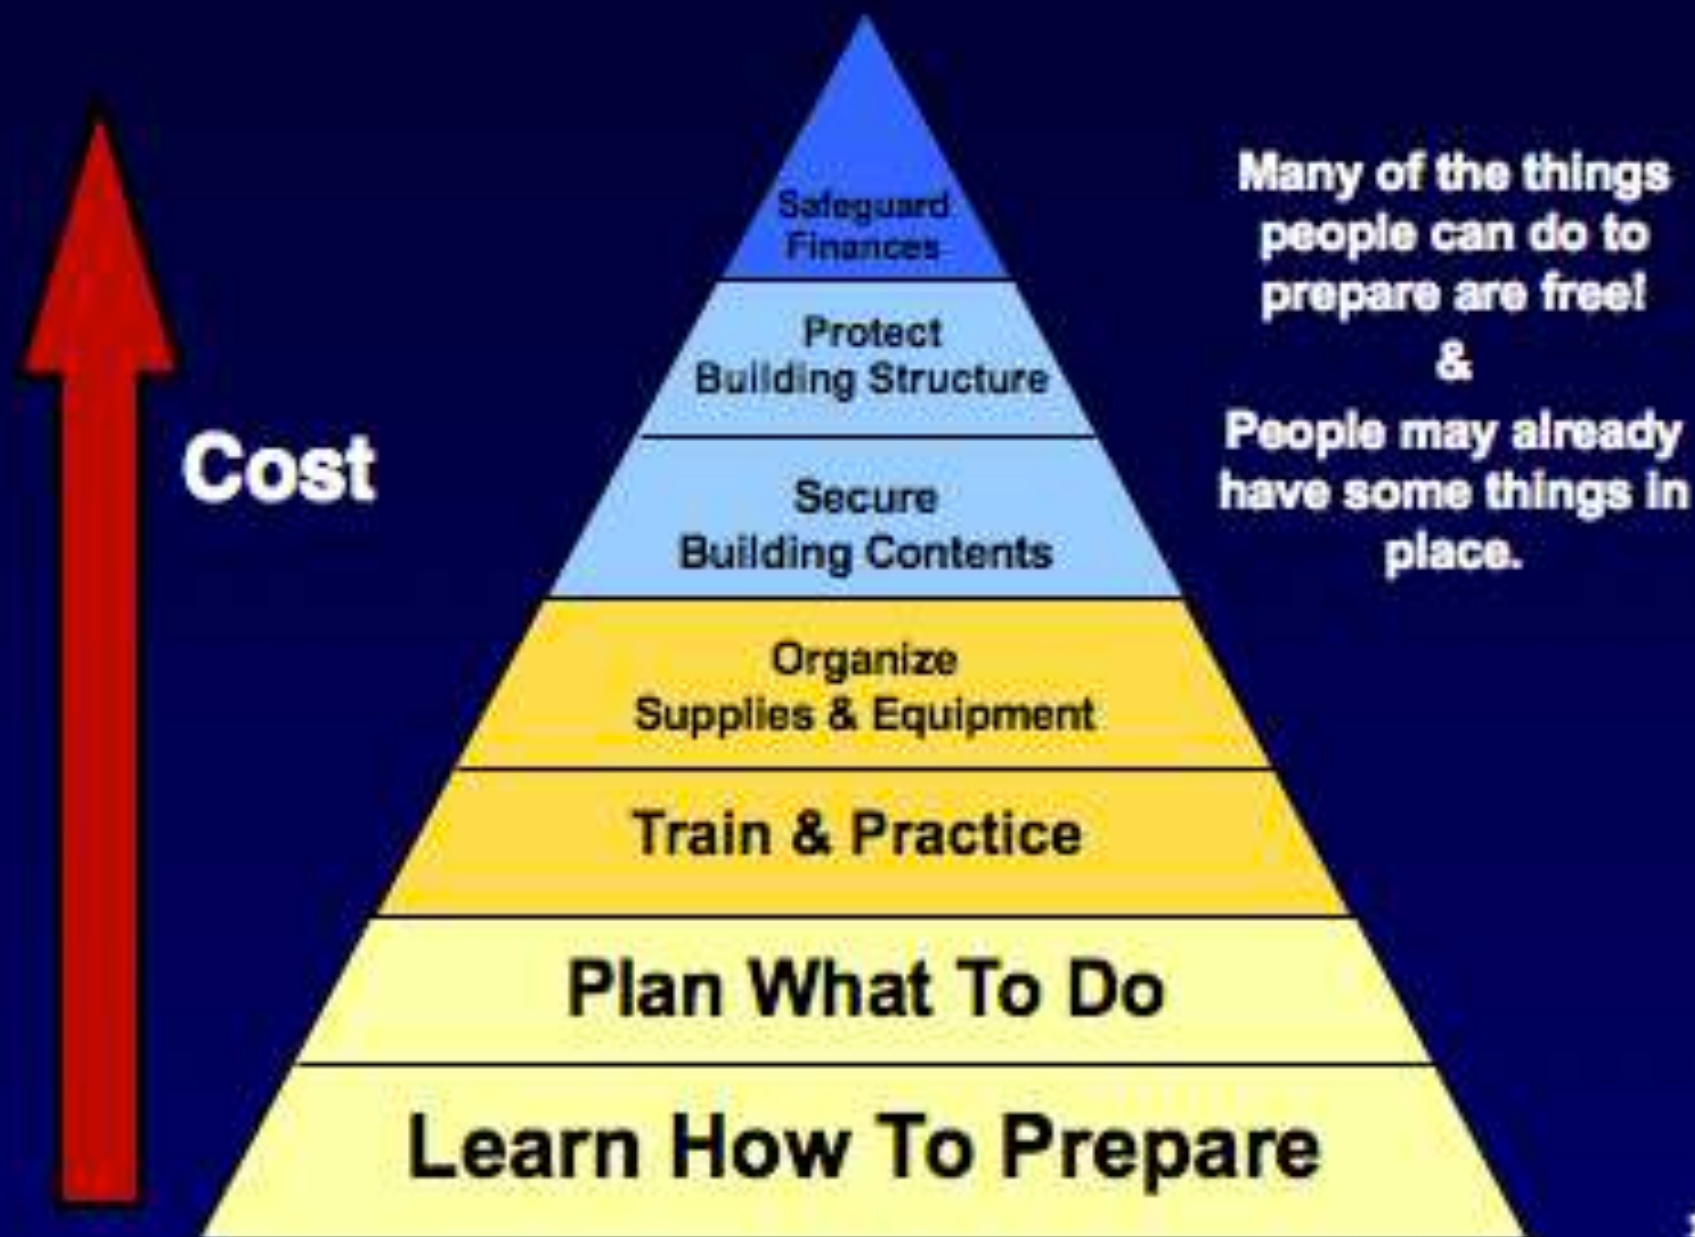 Safeguard
Finances
Protect
Building Structure
Secure
Building Contents
Organize
Supplies & Equipment
Train & Practice
Plan What To Do
Learn How To Prepare
Cost
Many of the things
people can do to
prepare are free!
&
People may already
have some things in
place.